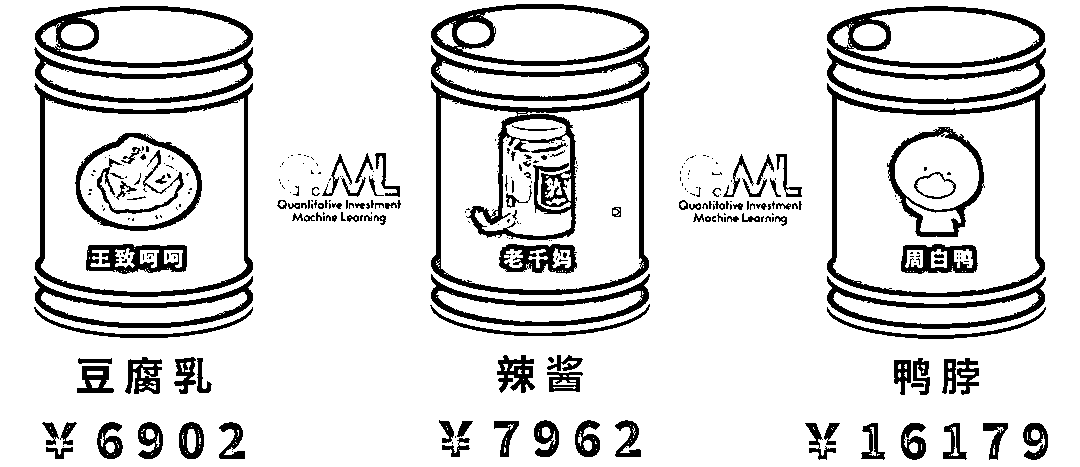 王致呵呵
QIML
Quantitative Investment
Machine Learning
老干妈
QIML
Quantitative Investment
Machine Learning
周白鸭
豆腐乳
辣酱
鸭脖
¥6902
¥7962
¥16179